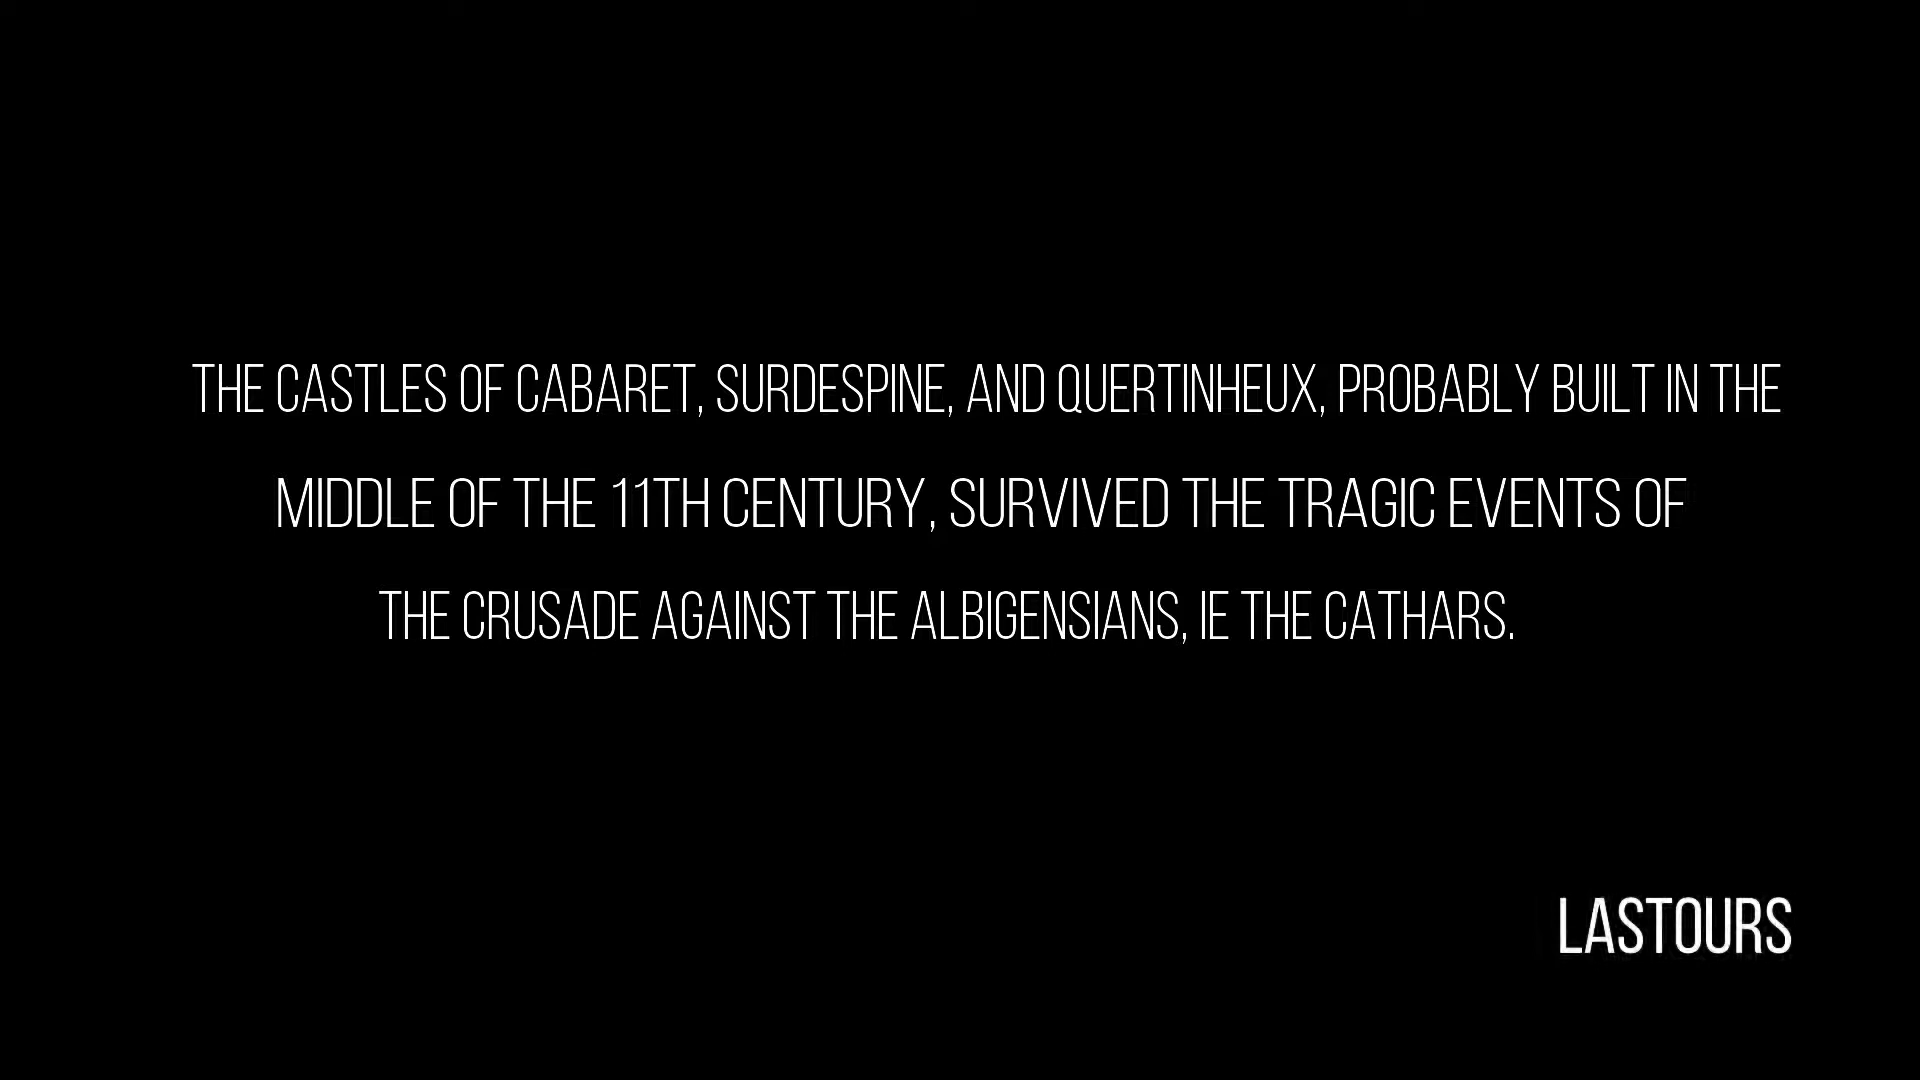 THE CASTLES OF CABARET, SURDESPINE, AND QUERTINHEUX, PROBABLY BUILT IN THE
MIDDLE OF THE 11TH CENTURY, SURVIVED THE TRAGIC EVENTS OF
THE CRUSADE AGAINST THE ALBIGENSIANS, IE THE CATHARS.
LASTOURS